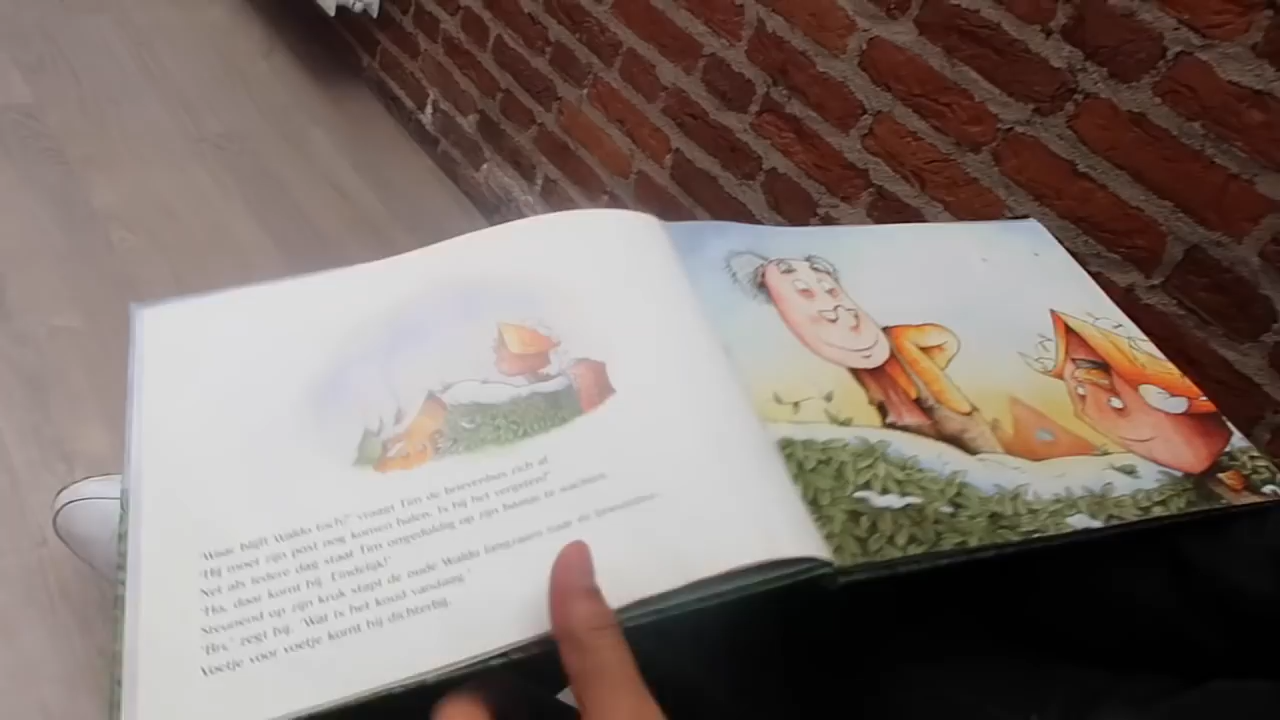 'Waar blijft Waldo toch?' vraagt Tim de brievenbus zich af.
'Hij moet zijn post nog komen halen. Is hij het vergeten?'
Net als iedere dag staat Tim ongeduldig op zijn baasje te wachten.
'Ha, daar komt hij. Eindelijk!'
Steunend op zijn kruk stapt de oude Waldo langzaam naar de brievenbus.
'Brr,' zegt hij. 'Wat is het koud vandaag.'
Voetje voor voetje komt hij dichterbij.